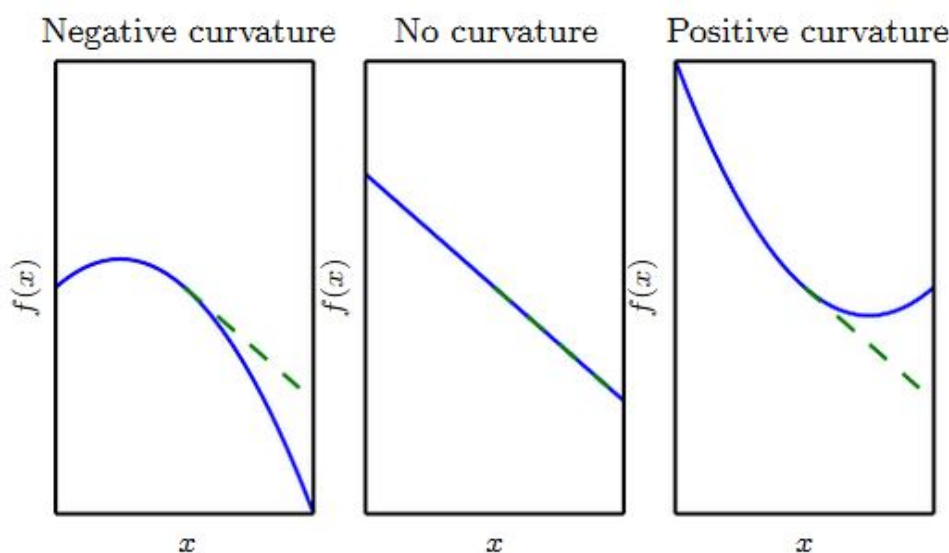 Negative curvature
No curvature
Positive curvature
f(x)
f(x)
f(x)
x
x
x